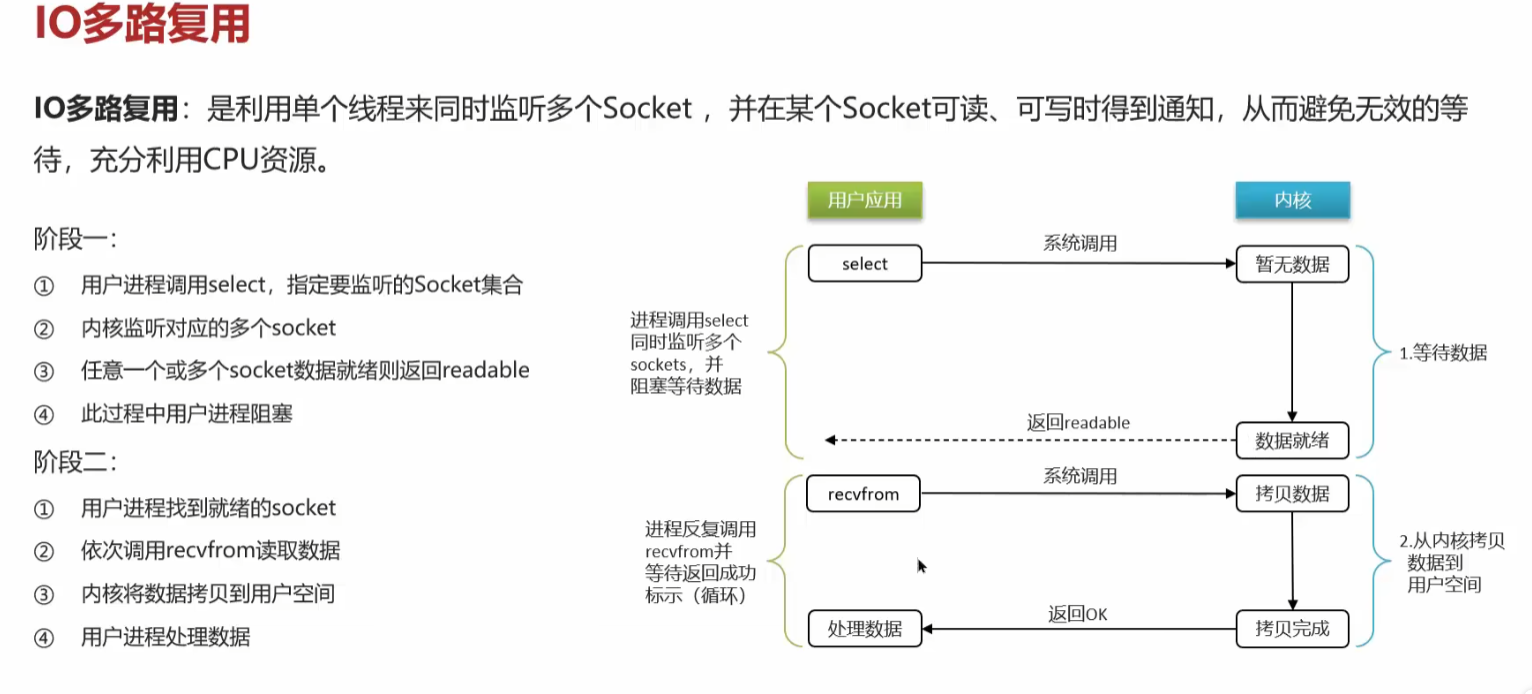 IO多路复用
IO多路复用：是利用单个线程来同时监听多个Socket ，并在某个Socket可读、可写时得到通知，从而避免无效的等
待，充分利用CPU资源。
阶段一：
① 用户进程调用select，指定要监听的Socket集合
② 内核监听对应的多个socket
③ 任意一个或多个socket数据就绪则返回readable
④ 此过程中用户进程阻塞
阶段二：
① 用户进程找到就绪的socket
② 依次调用recvfrom读取数据
③ 内核将数据拷贝到用户空间
④ 用户进程处理数据
用户应用
内核
系统调用
select
暂无数据
进程调用select
同时监听多个
sockets，并
阻塞等待数据
1.等待数据
返回readable
数据就绪
系统调用
recvfrom
拷贝数据
进程反复调用
recvfrom并
等待返回成功
标示（循环）
2.从内核拷贝
数据到
用户空间
返回OK
处理数据
拷贝完成